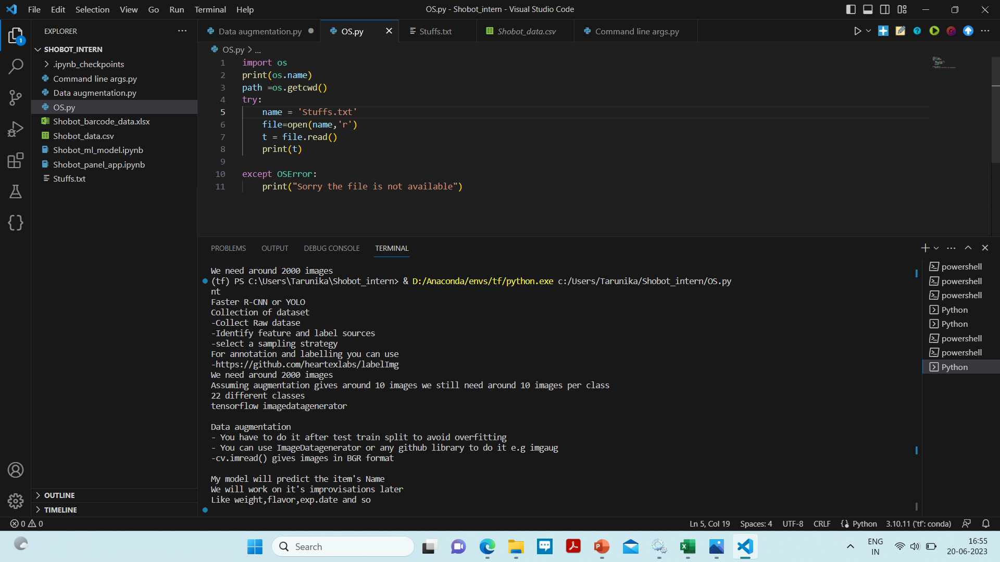 File Edit Selection View Go Run Terminal Help
OS.py - Shobot_intern - Visual Studio Code
EXPLORER
SHOBOT_INTERN
.ipynb_checkpoints
Command line args.py
Data augmentation.py
OS.py
Shobot_barcode_data.xlsx
Shobot_data.csv
Shobot_ml_model.ipynb
Shobot_panel_app.ipynb
Stuffs.txt
OUTLINE
TIMELINE
1
Data augmentation.py OS.py Stuffs.txt Shobot_data.csv Command line args.py
OS.py > ...
1 import os
2 print(os.name)
3 path =os.getcwd()
4 try:
5 name = 'Stuffs.txt'
6 file=open(name,'r')
7 t = file.read()
8 print(t)
9
10 except OSError:
11 print("Sorry the file is not available")
PROBLEMS OUTPUT DEBUG CONSOLE TERMINAL
We need around 2000 images
(tf) PS C:\Users\Tarunika\Shobot_intern> & D:/Anaconda/envs/tf/python.exe c:/Users/Tarunika/Shobot_intern/OS.py
nt
Faster R-CNN or YOLO
Collection of dataset
-Collect Raw datase
-Identify feature and label sources
-select a sampling strategy
For annotation and labelling you can use
-https://github.com/heartexlabs/labelImg
We need around 2000 images
Assuming augmentation gives around 10 images we still need around 10 images per class
22 different classes
tensorflow imagedatagenerator
Data augmentation
- You have to do it after test train split to avoid overfitting
- You can use ImageDatagenerator or any github library to do it e.g imgaug
-cv.imread() gives images in BGR format
My model will predict the item's Name
We will work on it's improvisations later
Like weight,flavor,exp.date and so
powershell
powershell
powershell
Python
Python
powershell
powershell
Python
0 0
Ln 5, Col 19 Spaces: 4 UTF-8 CRLF Python 3.10.11 ('tf': conda)
Search
ENG
IN
16:55
20-06-2023